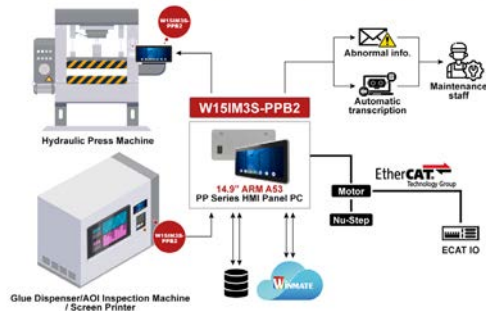 W15IM3S-
PPB2
Hydraulic Press Machine
W15IM3S-
PPB2
Glue Dispenser/AOI Inspection Machine
/ Screen Printer
W15IM3S-PPB2
14.9" ARM A53
PP Series HMI Panel PC
WINMATE
Abnormal info.
Automatic
transcription
Maintenance
staff
EtherCAT
Technology Group
Motor
Nu-Step
ECAT IO